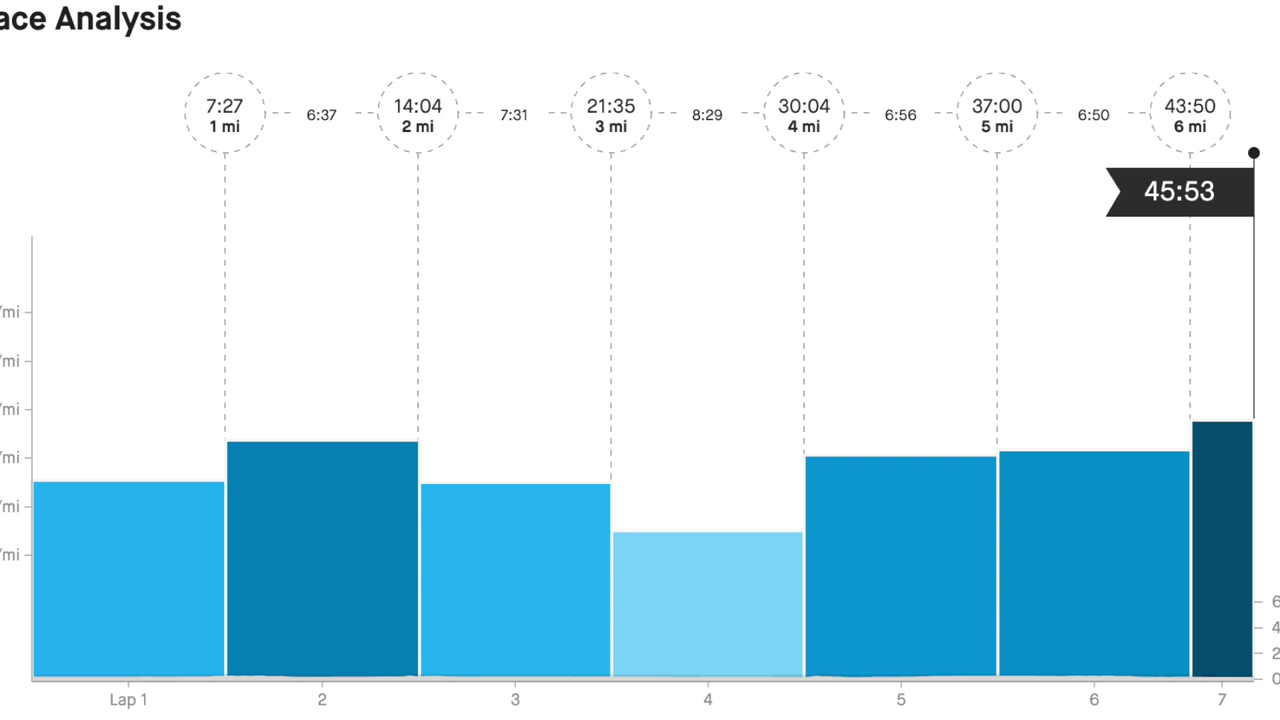 ace Analysis
7:27 6:37 14:04 7:31 21:35 8:29 30:04 6:56 37:00 6:50 43:50
1 mi 2 mi 3 mi 4 mi 5 mi 6 mi
45:53
/mi
/mi
/mi
/mi
/mi
/mi
6
4
2
0
Lap 1 2 3 4 5 6 7